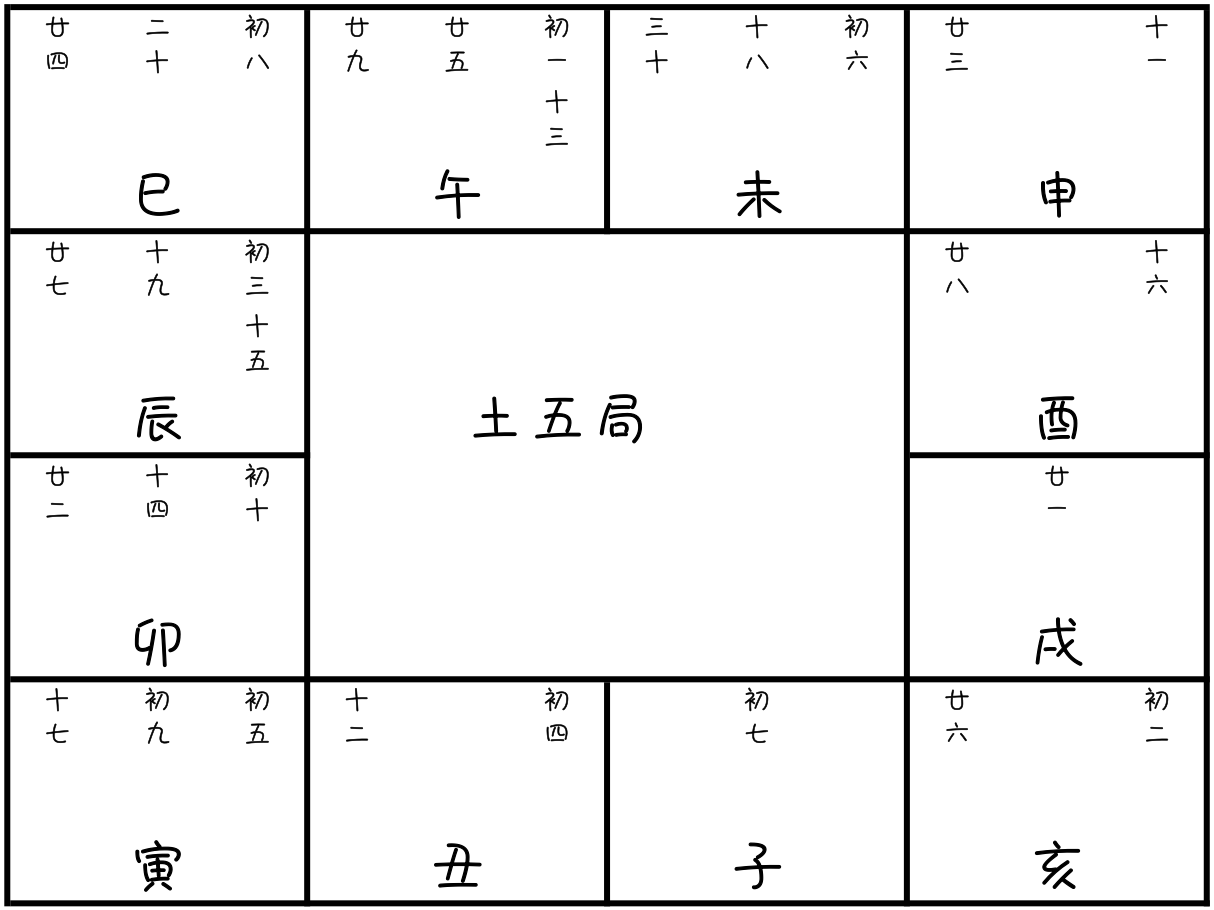 初八
二十
廿四
巳
初一
十三
廿五
廿九
午
初六
十八
三十
未
十一
廿三
申
初三
十五
十九
廿七
辰
土五局
十六
廿八
酉
初十
十四
廿二
卯
廿一
戌
初五
初九
十七
寅
初四
十二
丑
初七
子
初二
廿六
亥